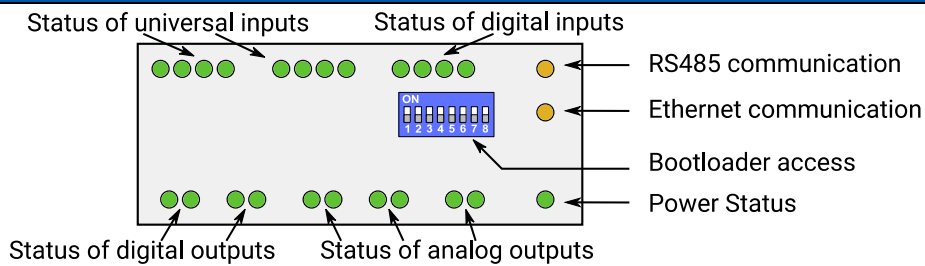 Status of universal inputs
Status of digital inputs
RS485 communication
Ethernet communication
ON
1 2 3 4 5 6 7 8
Bootloader access
Power Status
Status of digital outputs
Status of analog outputs